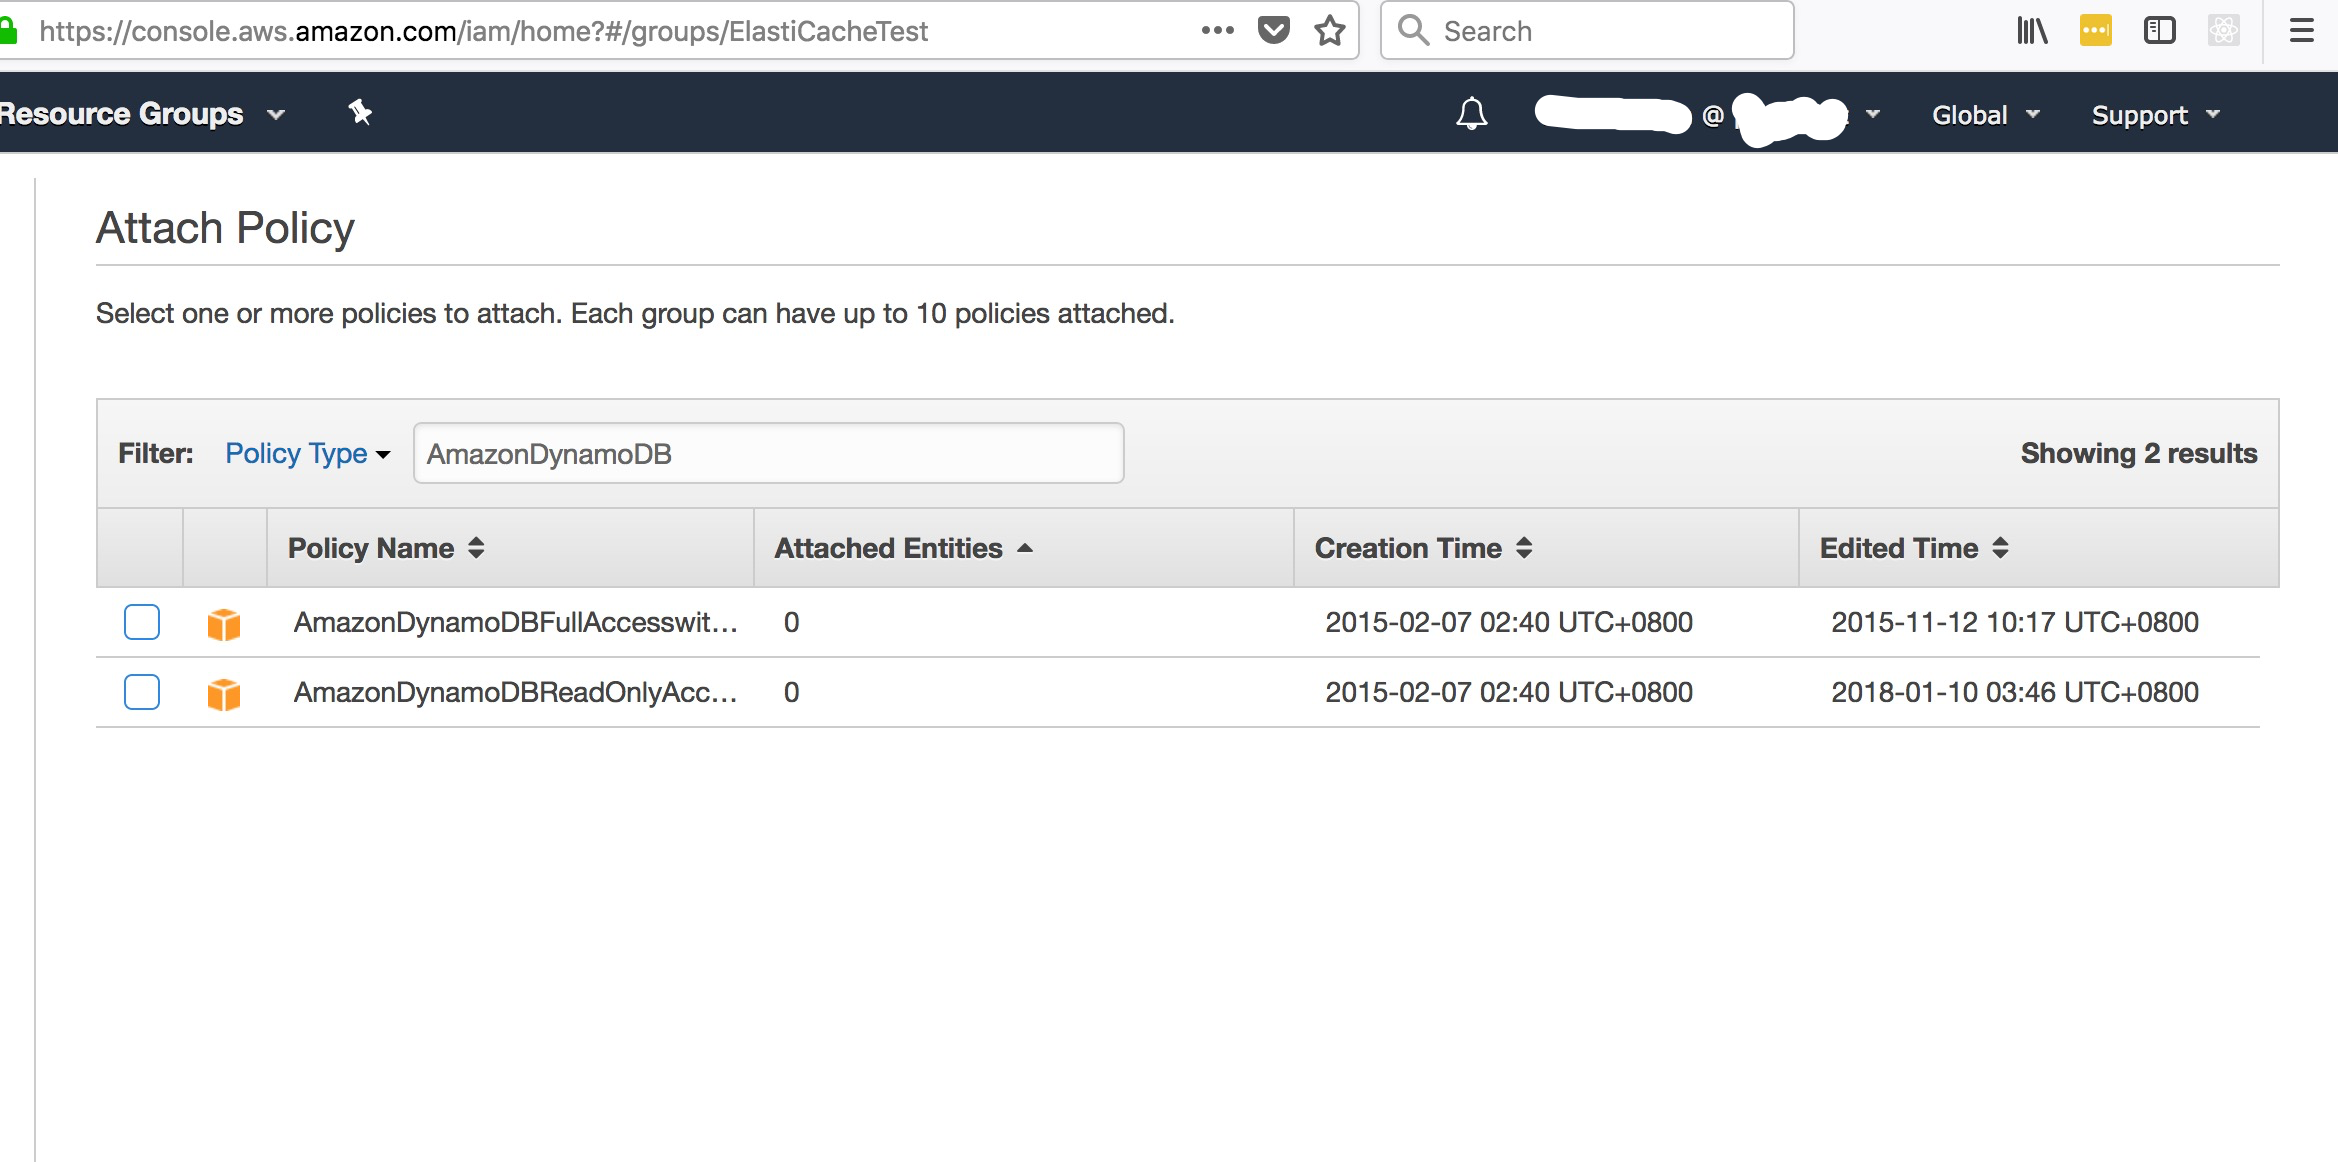 https://console.aws.amazon.com/iam/home?#/groups/ElastiCacheTest
Search
Resource Groups
@
Global
Support
Attach Policy
Select one or more policies to attach. Each group can have up to 10 policies attached.
Filter: Policy Type AmazonDynamoDB Showing 2 results
Policy Name Attached Entities Creation Time Edited Time
AmazonDynamoDBFullAccesswit... 0 2015-02-07 02:40 UTC+0800 2015-11-12 10:17 UTC+0800
AmazonDynamoDBReadOnlyAcc... 0 2015-02-07 02:40 UTC+0800 2018-01-10 03:46 UTC+0800